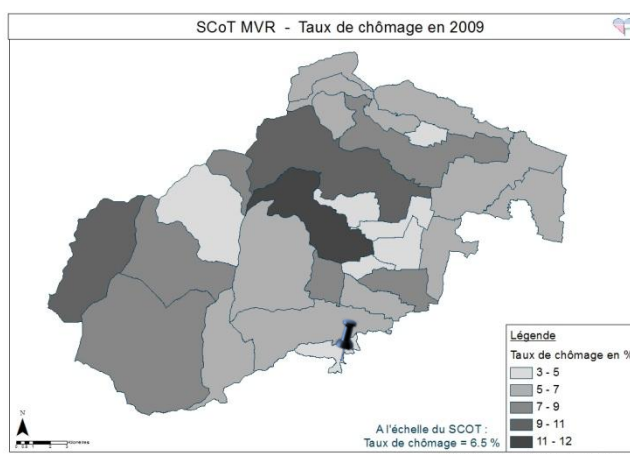 SCoT MVR - Taux de chômage en 2009
Légende
Taux de chômage en %
3 - 5
5 - 7
7 - 9
9 - 11
11 - 12
A l'échelle du SCOT :
Taux de chômage = 6.5 %
N